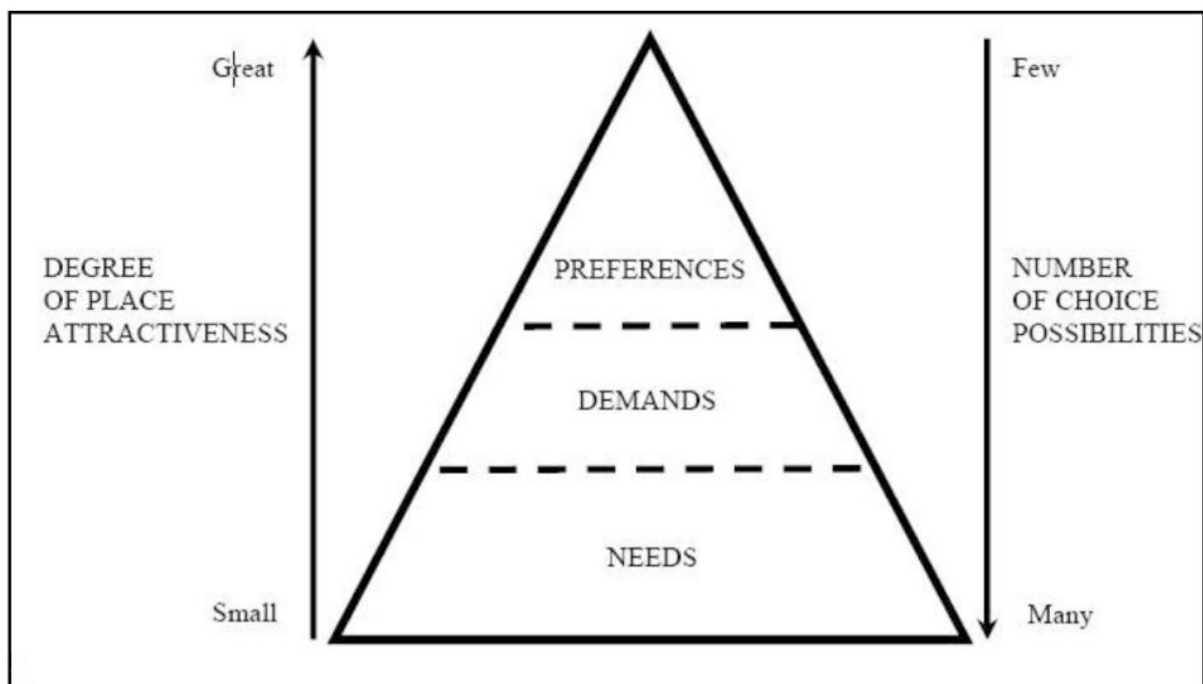 Great
Few
DEGREE
OF PLACE
ATTRACTIVENESS
PREFERENCES
NUMBER
OF CHOICE
POSSIBILITIES
DEMANDS
NEEDS
Small
Many